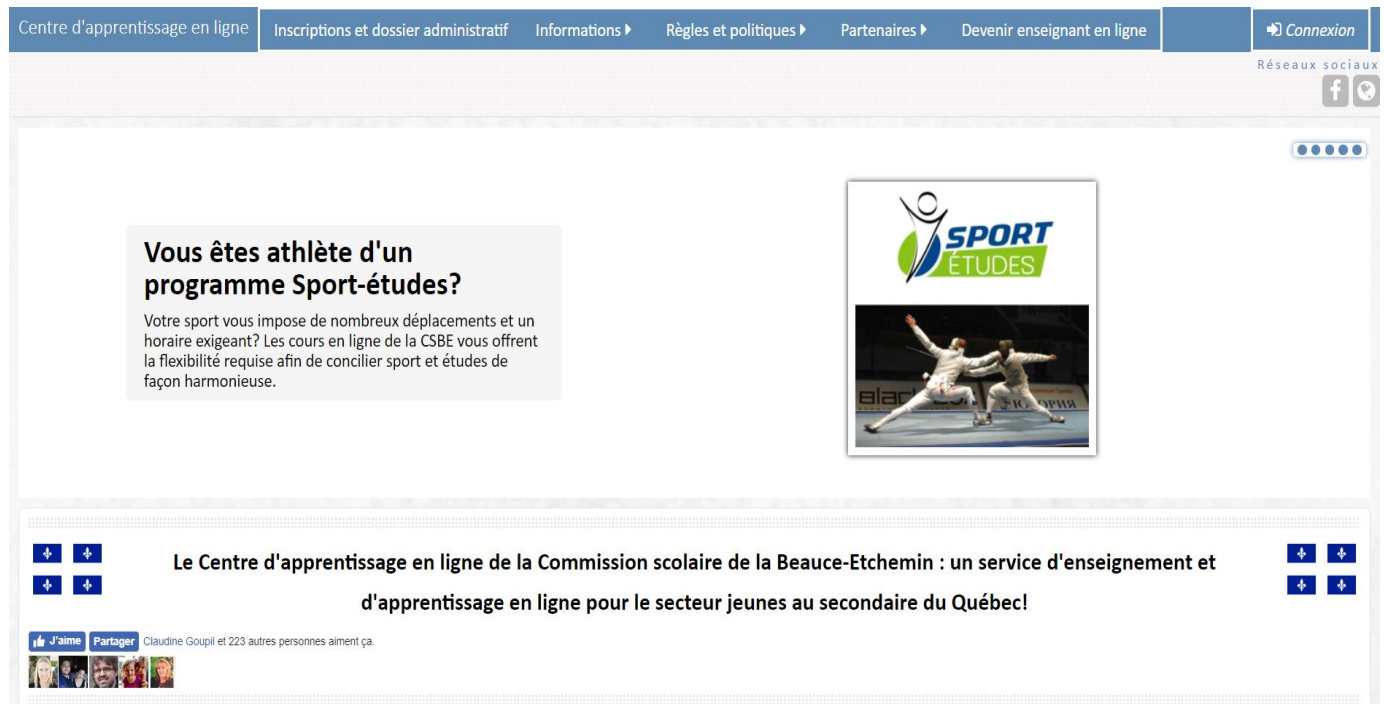 Centre d'apprentissage en ligne
Inscriptions et dossier administratif
Informations
Règles et politiques
Partenaires
Devenir enseignant en ligne
Connexion
Réseaux sociaux
Vous êtes athlète d'un
programme Sport-études?
Votre sport vous impose de nombreux déplacements et un
horaire exigeant? Les cours en ligne de la CSBE vous offrent
la flexibilité requise afin de concilier sport et études de
façon harmonieuse.
SPORT
ÉTUDES
Le Centre d'apprentissage en ligne de la Commission scolaire de la Beauce-Etchemin : un service d'enseignement et
d'apprentissage en ligne pour le secteur jeunes au secondaire du Québec!
J'aime
Partager
Claudine Goupil et 223 autres personnes aiment ça.